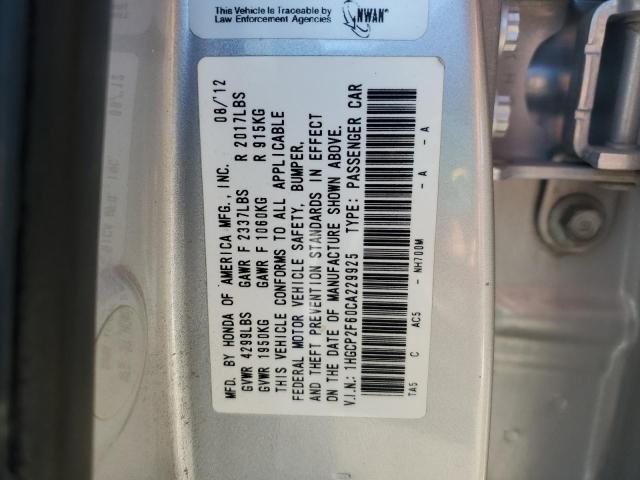 This Vehicle is Traceable by
Law Enforcement Agencies
NWAN®
MFD. BY HONDA OF AMERICA MFG., INC. 08/'12
GVWR 4299LBS GAWR F 2337LBS R 2017LBS
GVWR 1950KG GAWR F 1060KG R 915KG
THIS VEHICLE CONFORMS TO ALL APPLICABLE
FEDERAL MOTOR VEHICLE SAFETY, BUMPER,
AND THEFT PREVENTION STANDARDS IN EFFECT
ON THE DATE OF MANUFACTURE SHOWN ABOVE.
V.I.N.: 1HGCP2F60CA229925 TYPE: PASSENGER CAR
TA5 C AC5 - NH700M - A - A